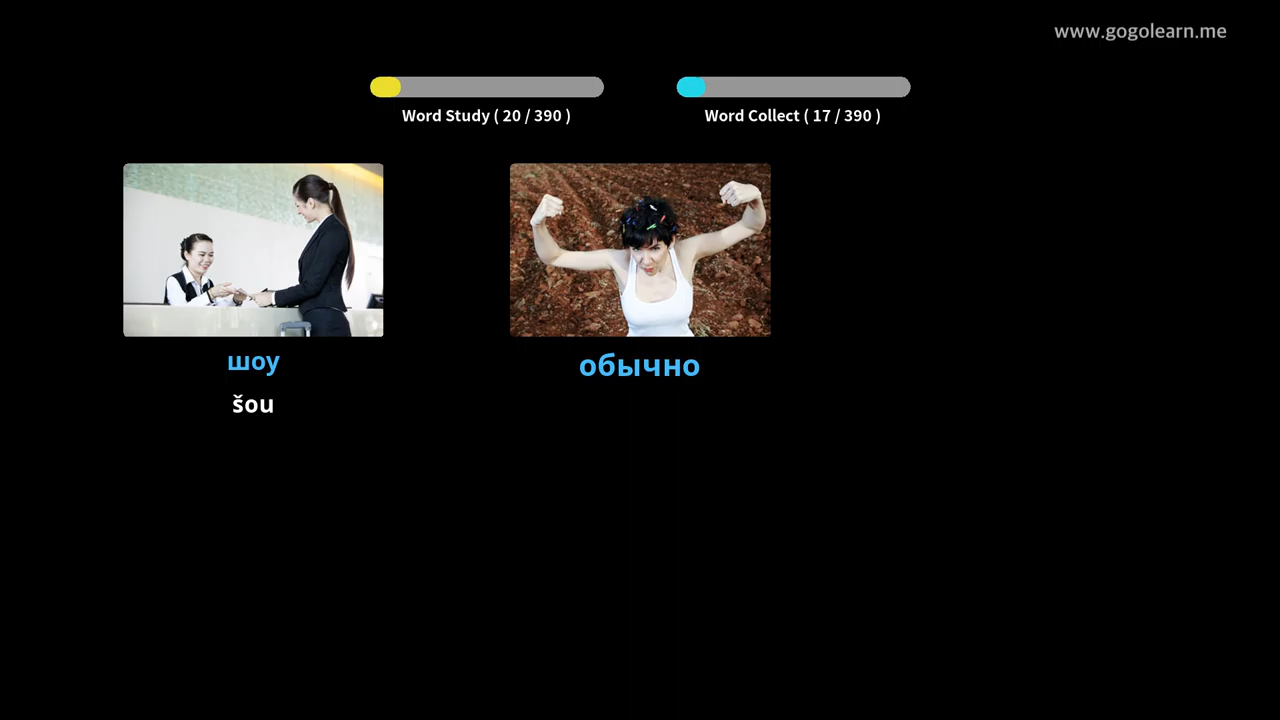 www.gogolearn.me
Word Study ( 20 / 390 )
Word Collect ( 17 / 390 )
шоу
šou
обычно